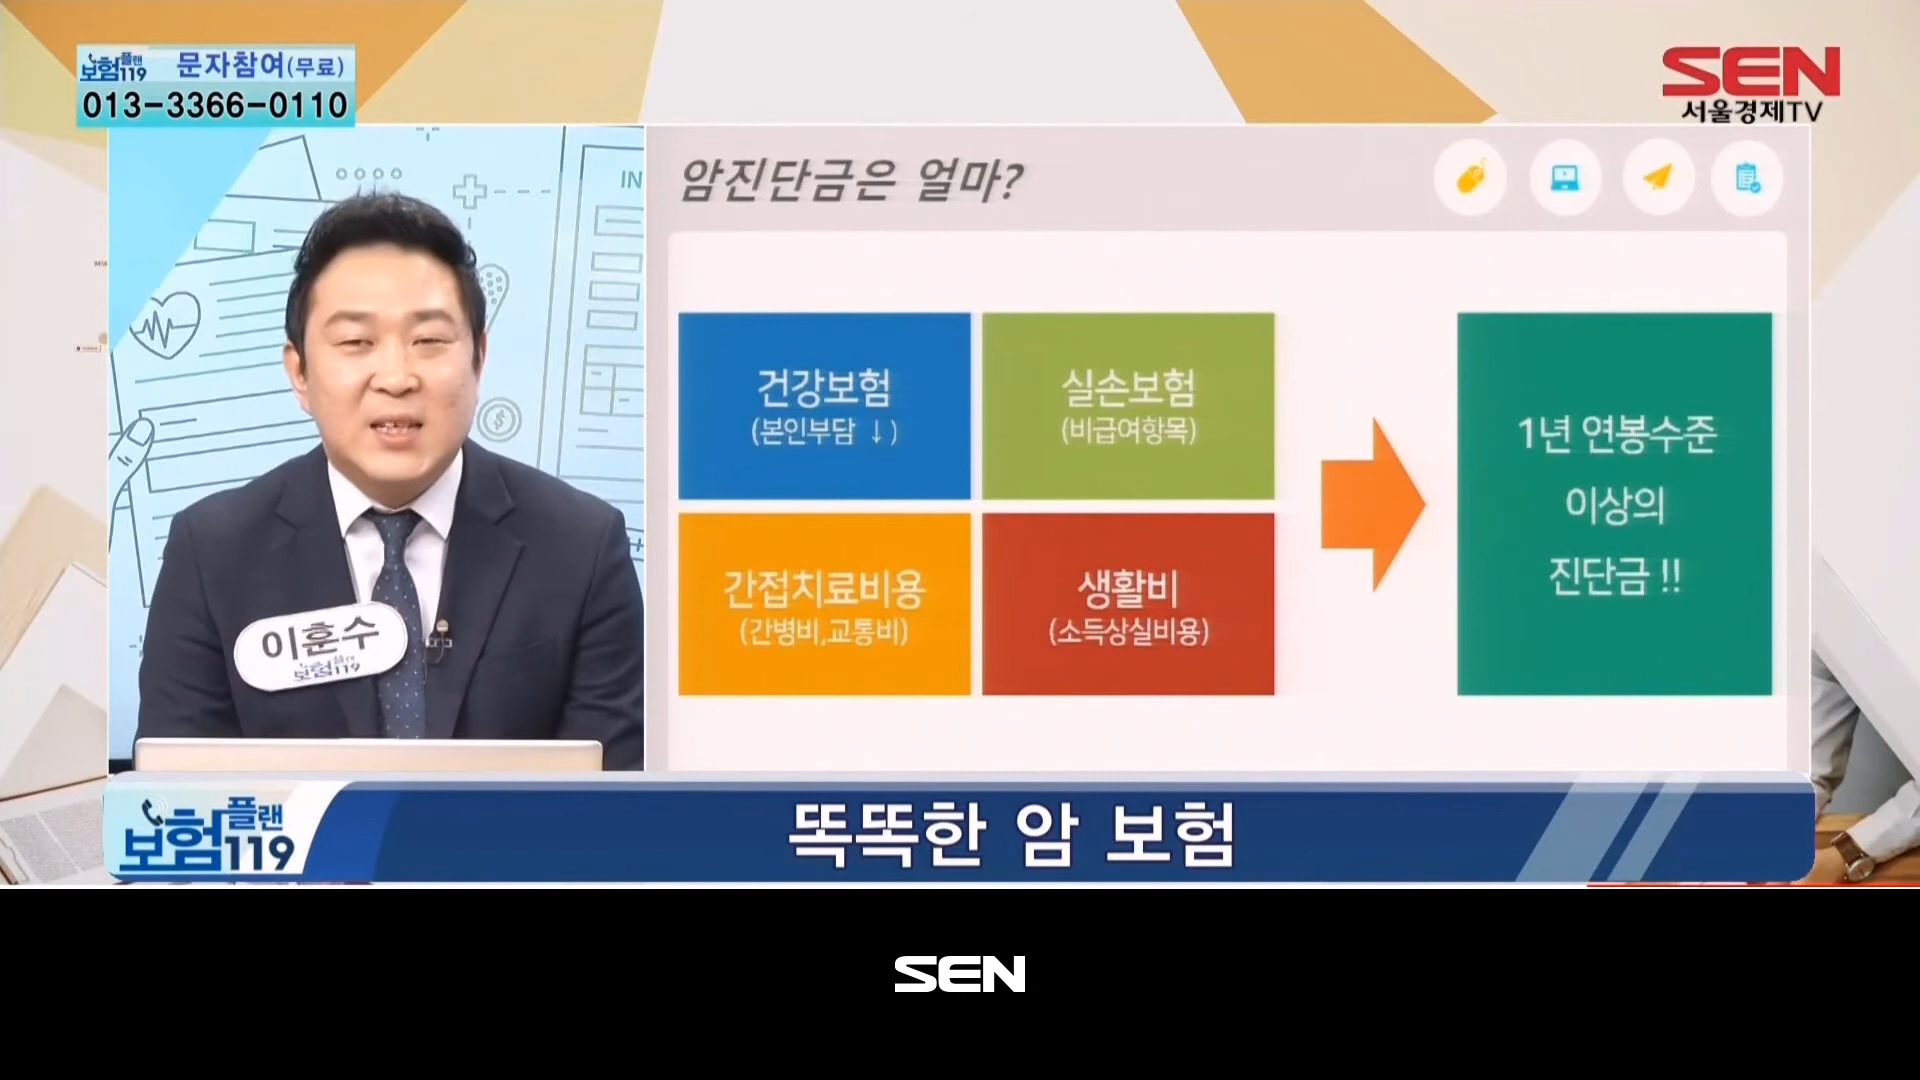 보험플랜119 문자참여(무료)
013-3366-0110
SEN
서울경제TV
IN
암진단금은 얼마?
건강보험
(본인부담 ↓)
실손보험
(비급여항목)
간접치료비용
(간병비,교통비)
생활비
(소득상실비용)
1년 연봉수준
이상의
진단금 !!
이훈수
보험플랜119
보험플랜119
똑똑한 암 보험
SEN